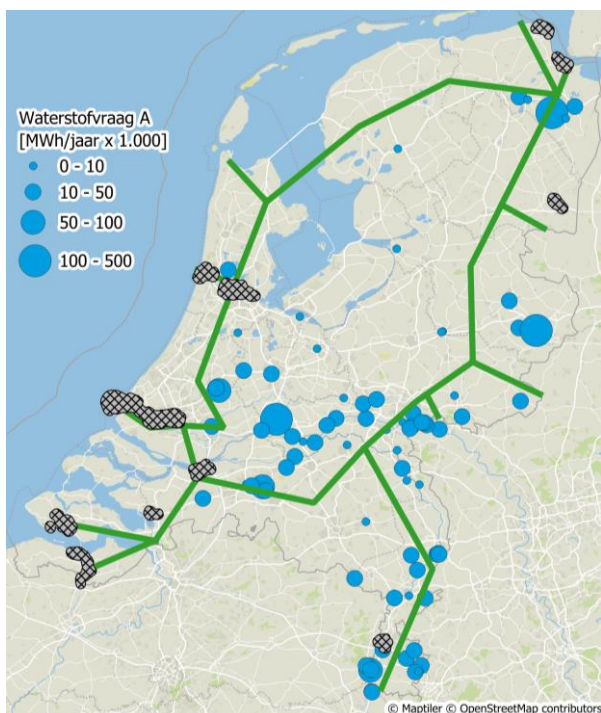 Waterstofvraag A
[MWh/jaar x 1.000]
0 - 10
10 - 50
50 - 100
100 - 500
© Maptiler © OpenStreetMap contributors